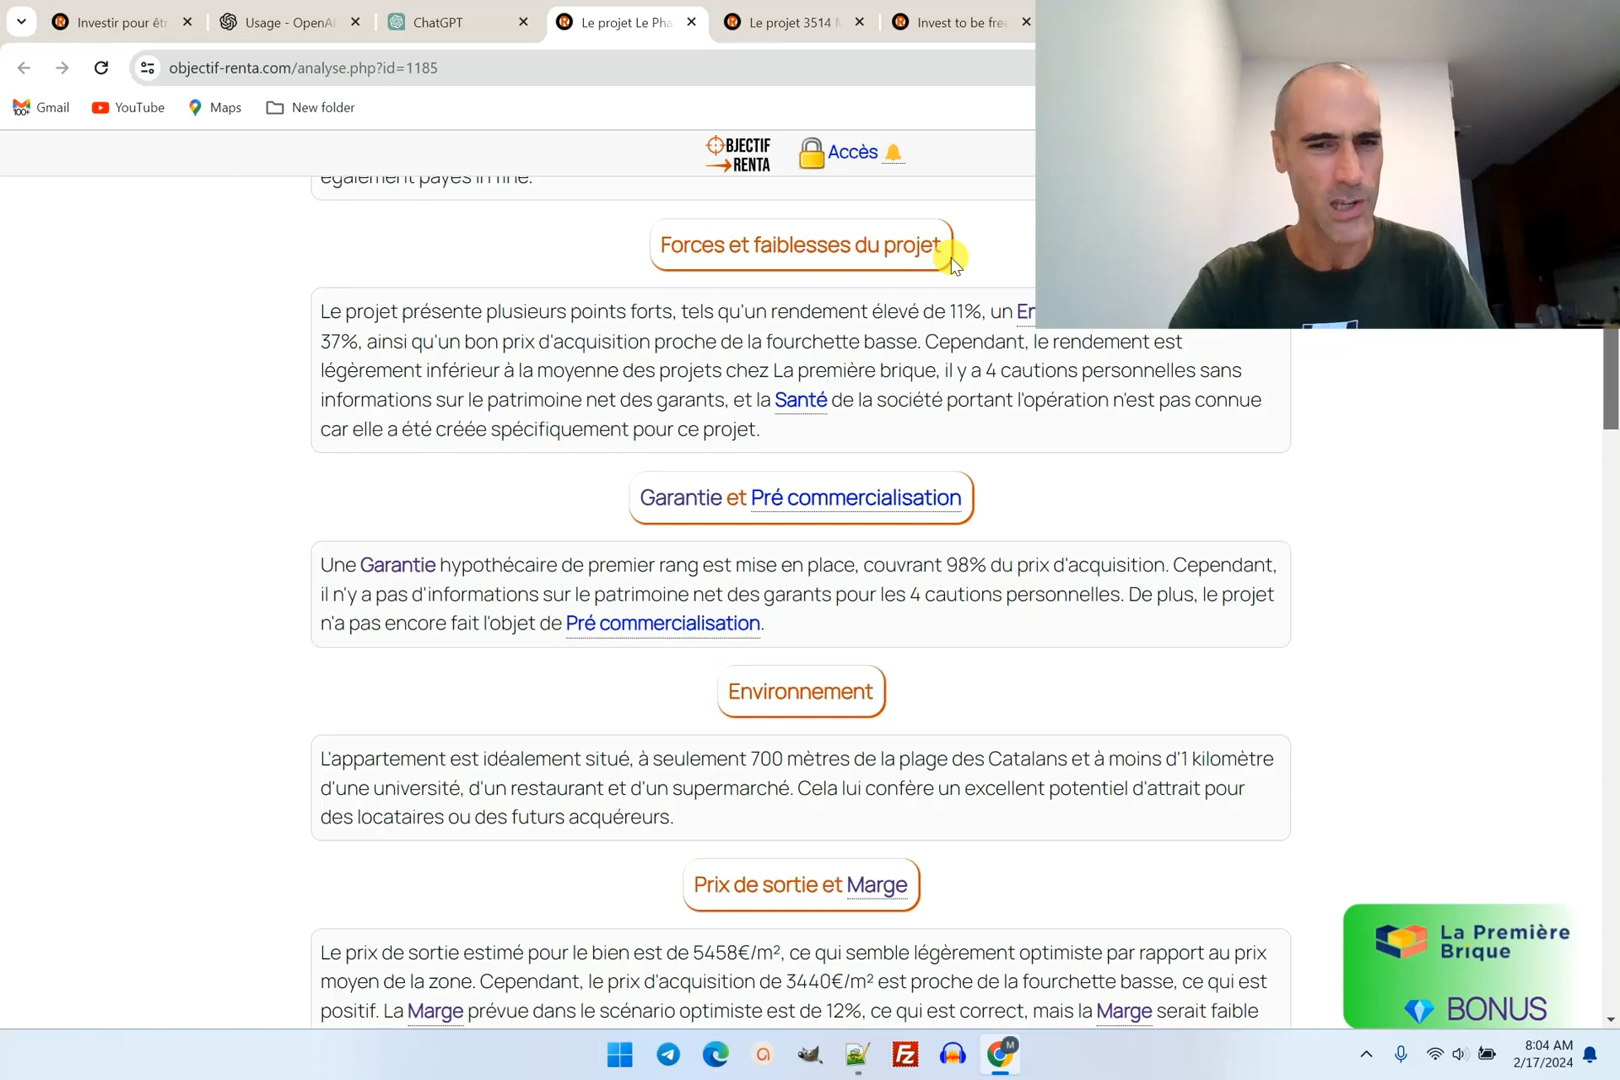 Investir pour êtr
Usage - OpenAI
ChatGPT
Le projet Le Pha
Le projet 3514 M
Invest to be free
objectif-renta.com/analyse.php?id=1185
Gmail
YouTube
Maps
New folder
BJECTIF
RENTA
Accès
également payés in fine.
Forces et faiblesses du projet
Le projet présente plusieurs points forts, tels qu'un rendement élevé de 11%, un
37%, ainsi qu'un bon prix d'acquisition proche de la fourchette basse. Cependant, le rendement est
légèrement inférieur à la moyenne des projets chez La première brique, il y a 4 cautions personnelles sans
informations sur le patrimoine net des garants, et la Santé de la société portant l'opération n'est pas connue
car elle a été créée spécifiquement pour ce projet.
Garantie et Pré commercialisation
Une Garantie hypothécaire de premier rang est mise en place, couvrant 98% du prix d'acquisition. Cependant,
il n'y a pas d'informations sur le patrimoine net des garants pour les 4 cautions personnelles. De plus, le projet
n'a pas encore fait l'objet de Pré commercialisation.
Environnement
L'appartement est idéalement situé, à seulement 700 mètres de la plage des Catalans et à moins d'1 kilomètre
d'une université, d'un restaurant et d'un supermarché. Cela lui confère un excellent potentiel d'attrait pour
des locataires ou des futurs acquéreurs.
Prix de sortie et Marge
Le prix de sortie estimé pour le bien est de 5458€/m², ce qui semble légèrement optimiste par rapport au prix
moyen de la zone. Cependant, le prix d'acquisition de 3440€/m² est proche de la fourchette basse, ce qui est
positif. La Marge prévue dans le scénario optimiste est de 12%, ce qui est correct, mais la Marge serait faible
La Première
Brique
BONUS
M
8:04 AM
2/17/2024